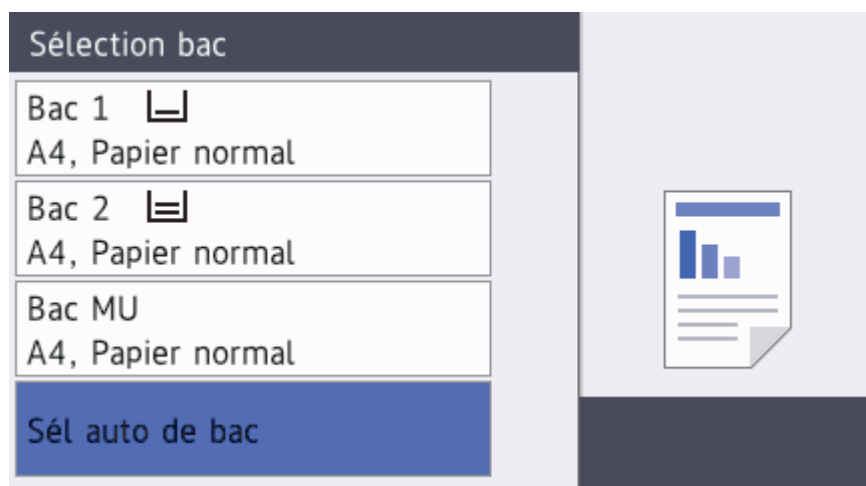 Sélection bac
Bac 1
A4, Papier normal
Bac 2
A4, Papier normal
Bac MU
A4, Papier normal
Sél auto de bac